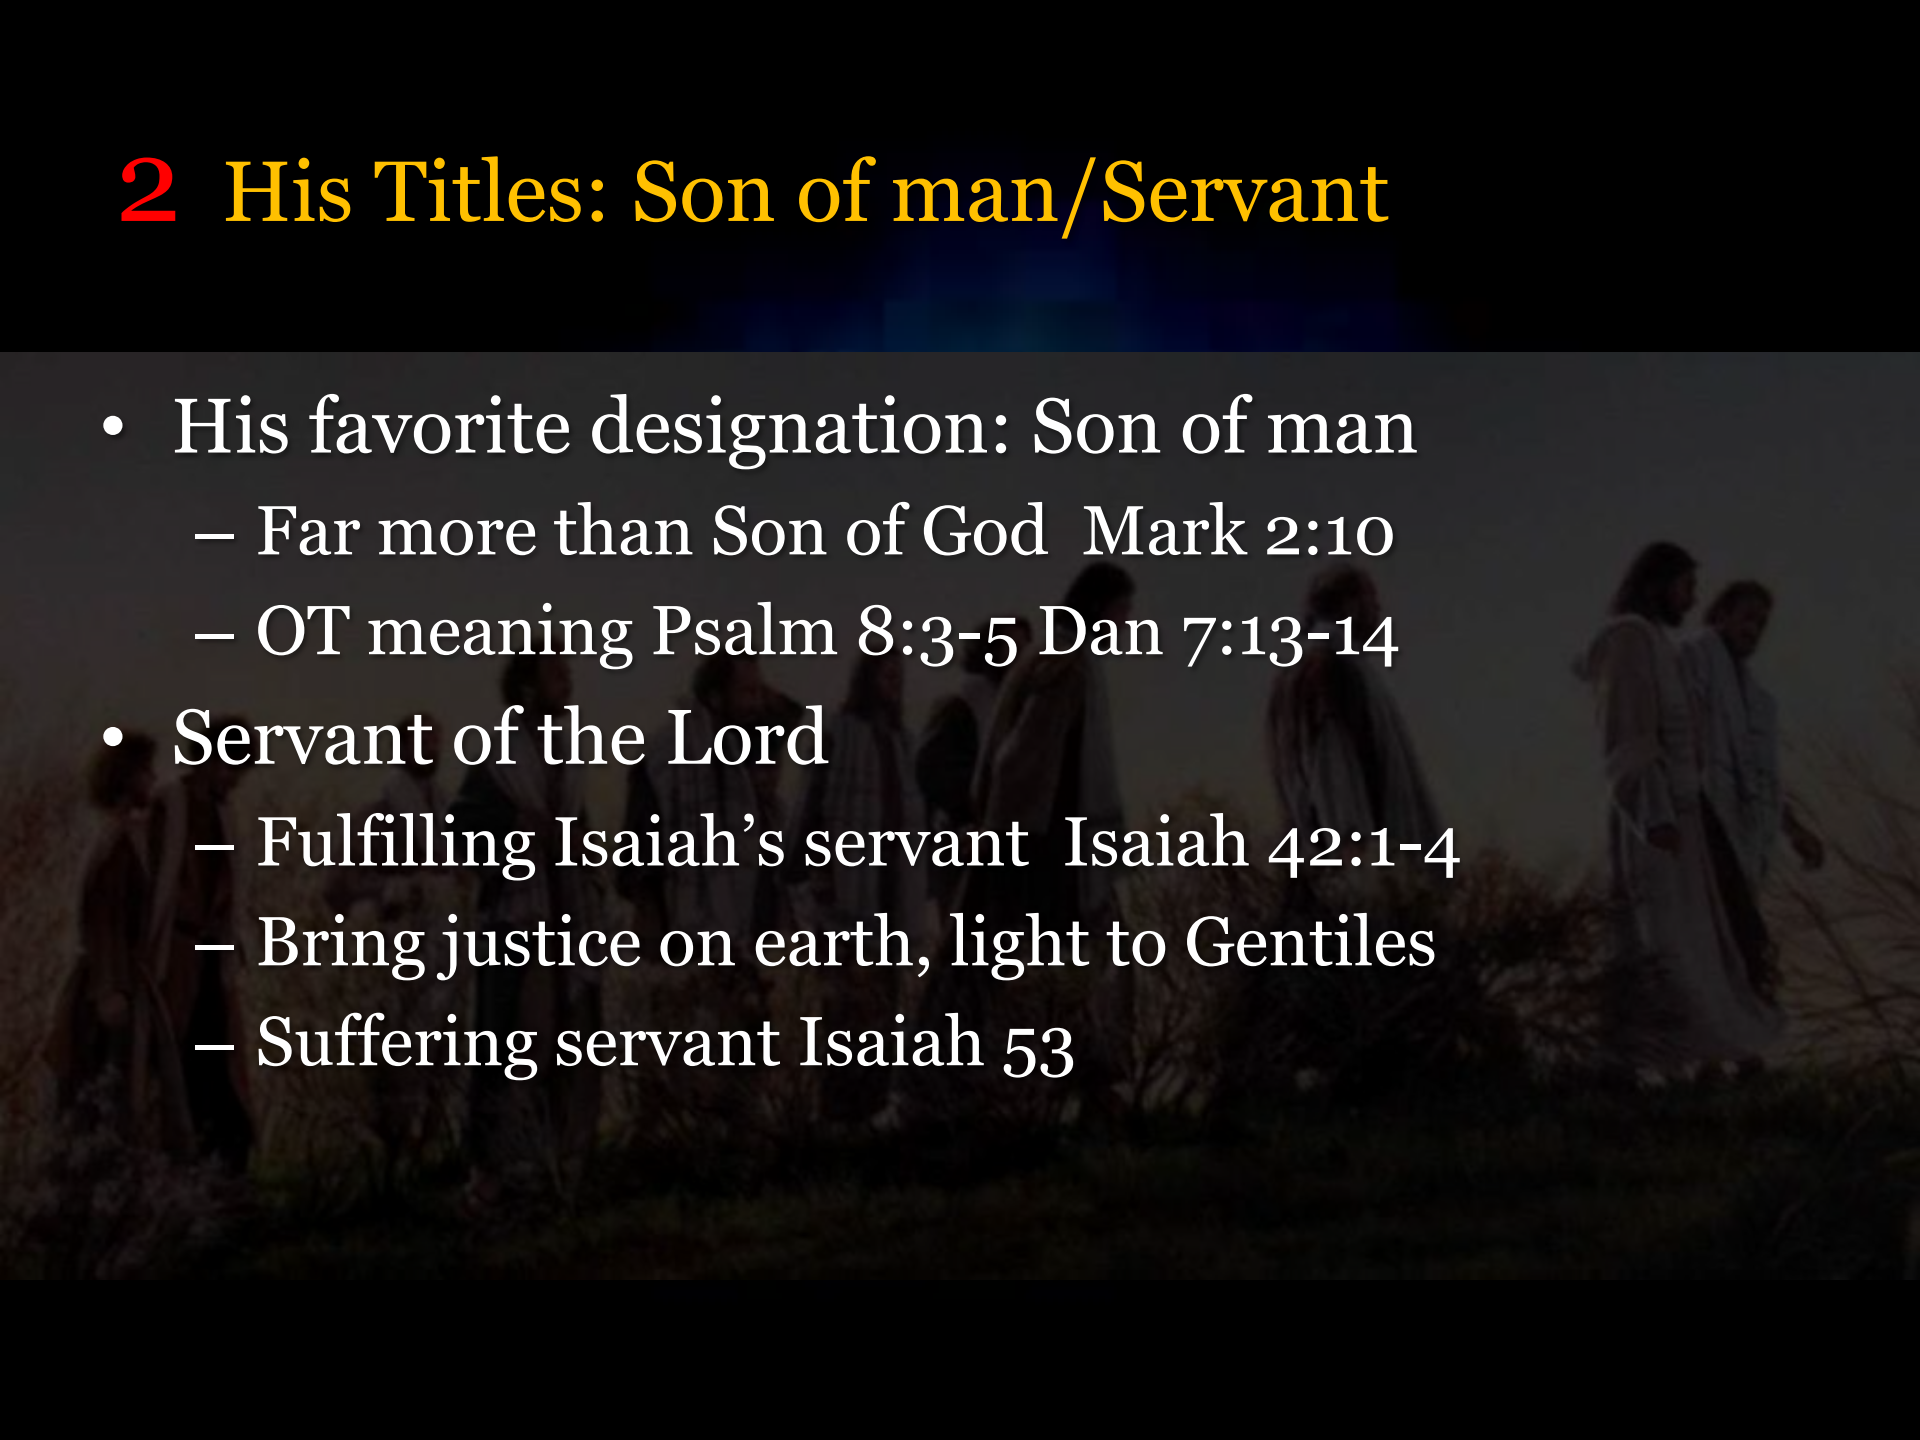 2 His Titles: Son of man/Servant
• His favorite designation: Son of man
– Far more than Son of God  Mark 2:10
– OT meaning Psalm 8:3-5 Dan 7:13-14
• Servant of the Lord
– Fulfilling Isaiah’s servant  Isaiah 42:1-4
– Bring justice on earth, light to Gentiles
– Suffering servant Isaiah 53